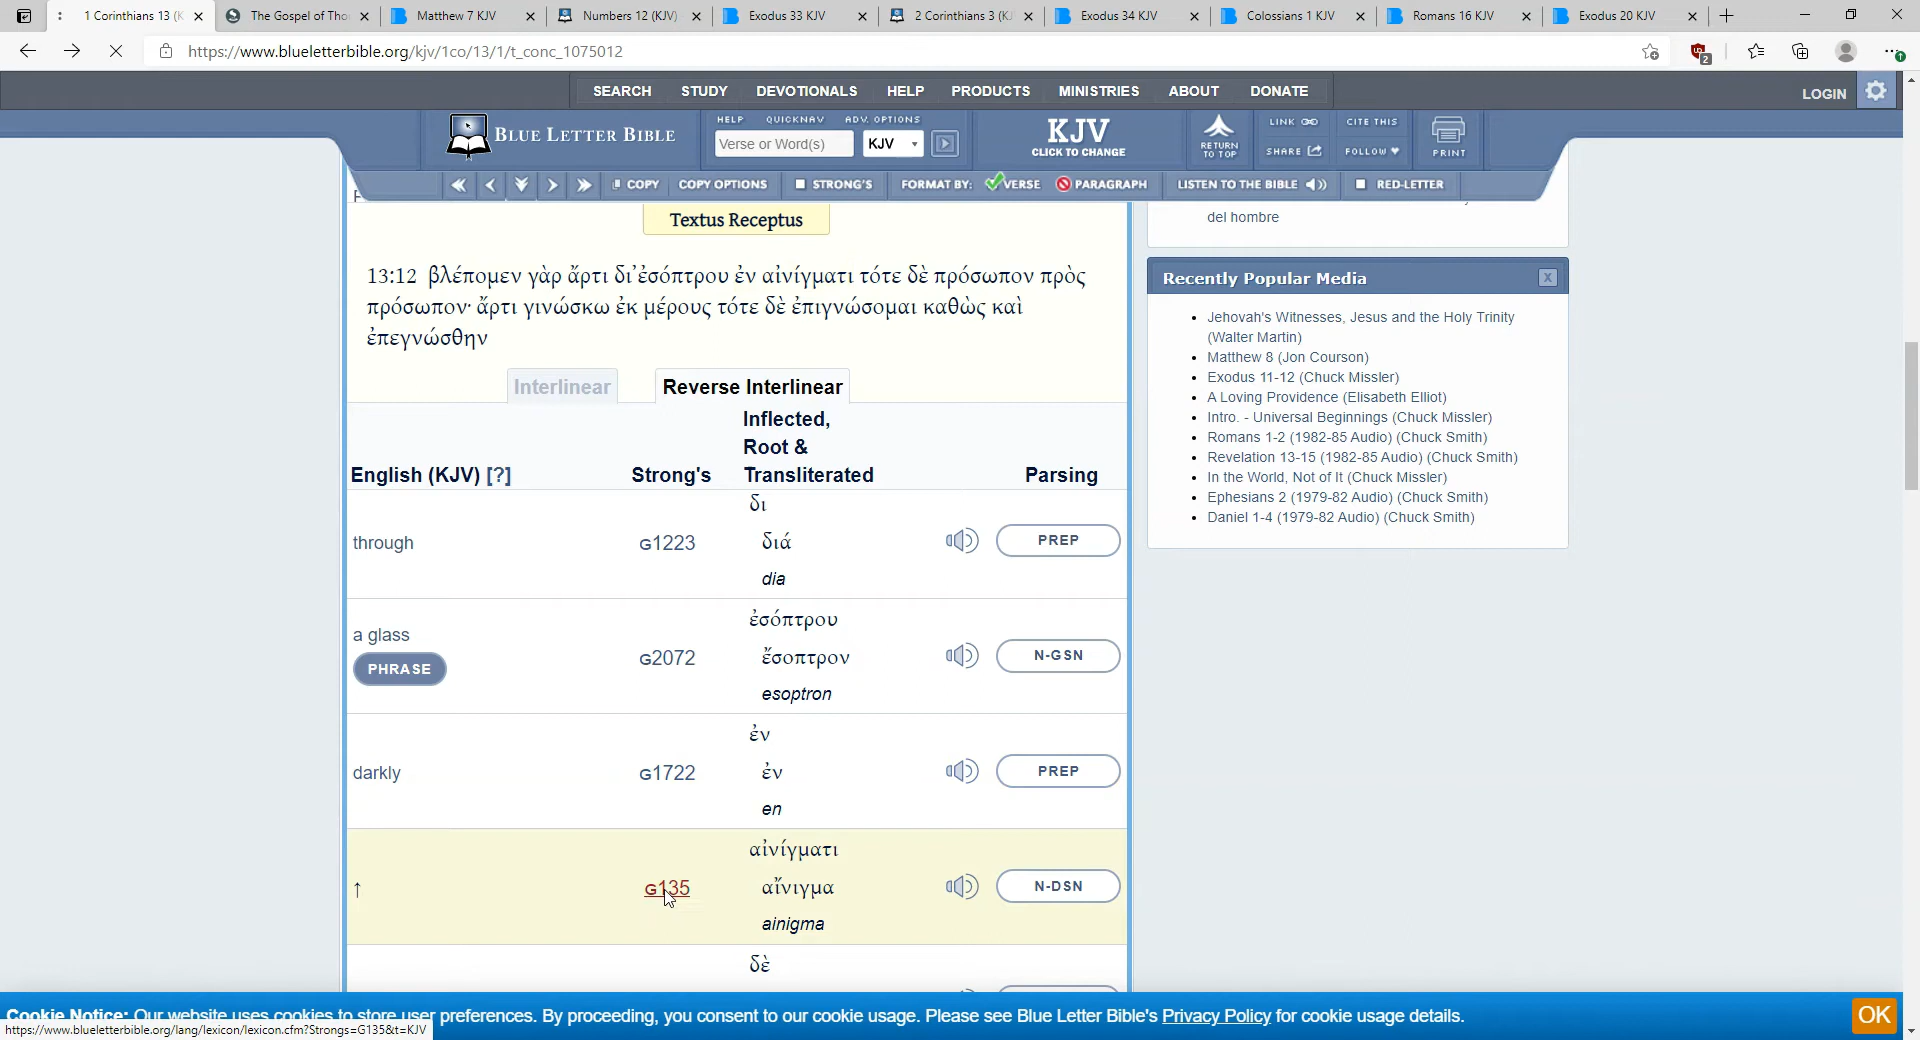 1 Corinthians 13 (K
The Gospel of Tho
Matthew 7 KJV
Numbers 12 (KJV)
Exodus 33 KJV
2 Corinthians 3 (KJ
Exodus 34 KJV
Colossians 1 KJV
Romans 16 KJV
Exodus 20 KJV
https://www.blueletterbible.org/kjv/1co/13/1/t_conc_1075012
2
SEARCH STUDY DEVOTIONALS HELP PRODUCTS MINISTRIES ABOUT DONATE
LOGIN
BLUE LETTER BIBLE
HELP QUICKNAV ADV. OPTIONS
Verse or Word(s)
KJV
KJV
CLICK TO CHANGE
RETURN
TO TOP
LINK
CITE THIS
SHARE
FOLLOW
PRINT
COPY COPY OPTIONS STRONG'S FORMAT BY: VERSE PARAGRAPH LISTEN TO THE BIBLE RED-LETTER
Textus Receptus
13:12 βλέπομεν γὰρ ἄρτι δι᾽ἐσόπτρου ἐν αἰνίγματι τότε δὲ πρόσωπον πρὸς
πρόσωπον· ἄρτι γινώσκω ἐκ μέρους τότε δὲ ἐπιγνώσομαι καθὼς καὶ
ἐπεγνώσθην
Interlinear
Reverse Interlinear
English (KJV) [?]
Strong's
Inflected,
Root &
Transliterated
Parsing
through
G1223
δι
διά
dia
PREP
a glass
PHRASE
G2072
ἐσόπτρου
ἔσοπτρον
esoptron
N-GSN
darkly
G1722
ἐν
ἐν
en
PREP
↑
G135
αἰνίγματι
αἴνιγμα
ainigma
N-DSN
δὲ
del hombre
Recently Popular Media
X
Jehovah's Witnesses, Jesus and the Holy Trinity
(Walter Martin)
Matthew 8 (Jon Courson)
Exodus 11-12 (Chuck Missler)
A Loving Providence (Elisabeth Elliot)
Intro. - Universal Beginnings (Chuck Missler)
Romans 1-2 (1982-85 Audio) (Chuck Smith)
Revelation 13-15 (1982-85 Audio) (Chuck Smith)
In the World, Not of It (Chuck Missler)
Ephesians 2 (1979-82 Audio) (Chuck Smith)
Daniel 1-4 (1979-82 Audio) (Chuck Smith)
Cookie Notice: Our website uses cookies to store user preferences. By proceeding, you consent to our cookie usage. Please see Blue Letter Bible's Privacy Policy for cookie usage details.
OK
https://www.blueletterbible.org/lang/lexicon/lexicon.cfm?Strongs=G135&t=KJV